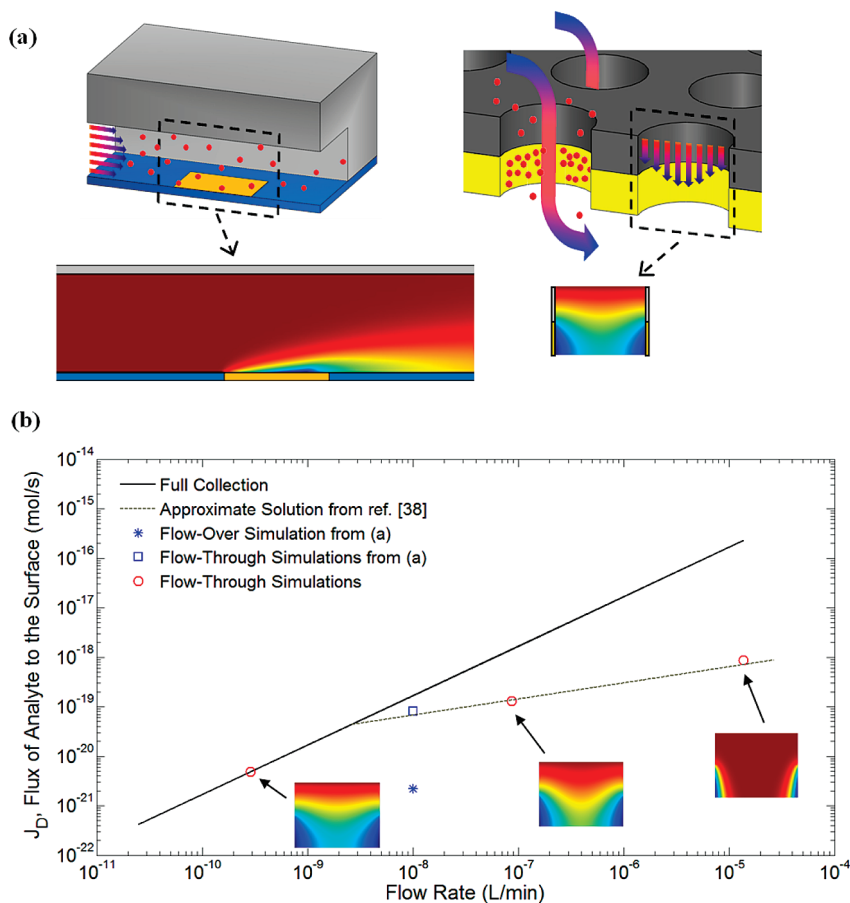 (a)
(b)
10^-14
10^-15
10^-16
10^-17
10^-18
10^-19
10^-20
10^-21
10^-22
J_D, Flux of Analyte to the Surface (mol/s)
Full Collection
Approximate Solution from ref. [38]
Flow-Over Simulation from (a)
Flow-Through Simulations from (a)
Flow-Through Simulations
10^-11 10^-10 10^-9 10^-8 10^-7 10^-6 10^-5 10^-4
Flow Rate (L/min)